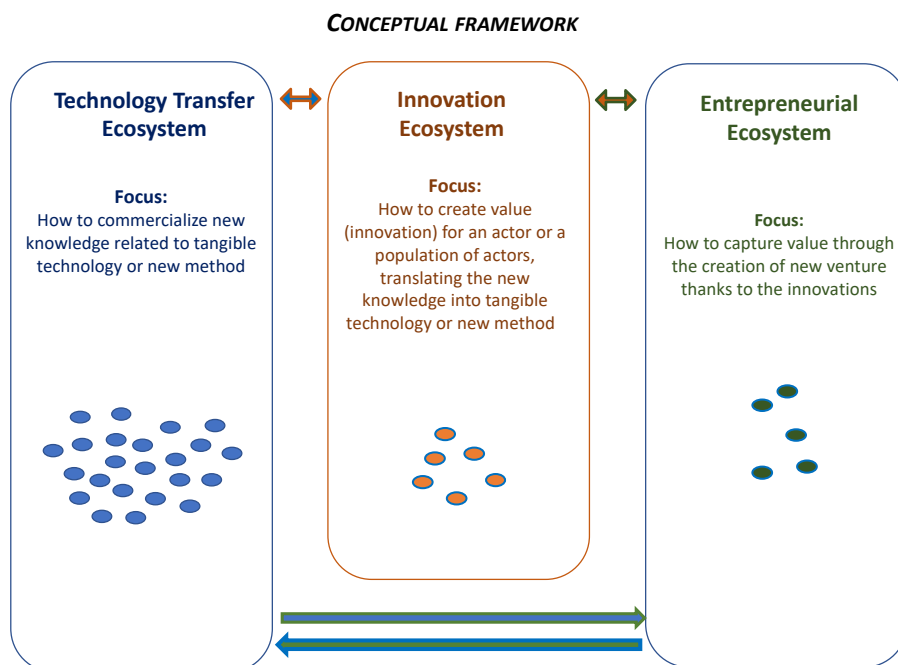 CONCEPTUAL FRAMEWORK
Technology Transfer
Ecosystem
Focus:
How to commercialize new
knowledge related to tangible
technology or new method
Innovation
Ecosystem
Focus:
How to create value
(innovation) for an actor or a
population of actors,
translating the new
knowledge into tangible
technology or new method
Entrepreneurial
Ecosystem
Focus:
How to capture value through
the creation of new venture
thanks to the innovations